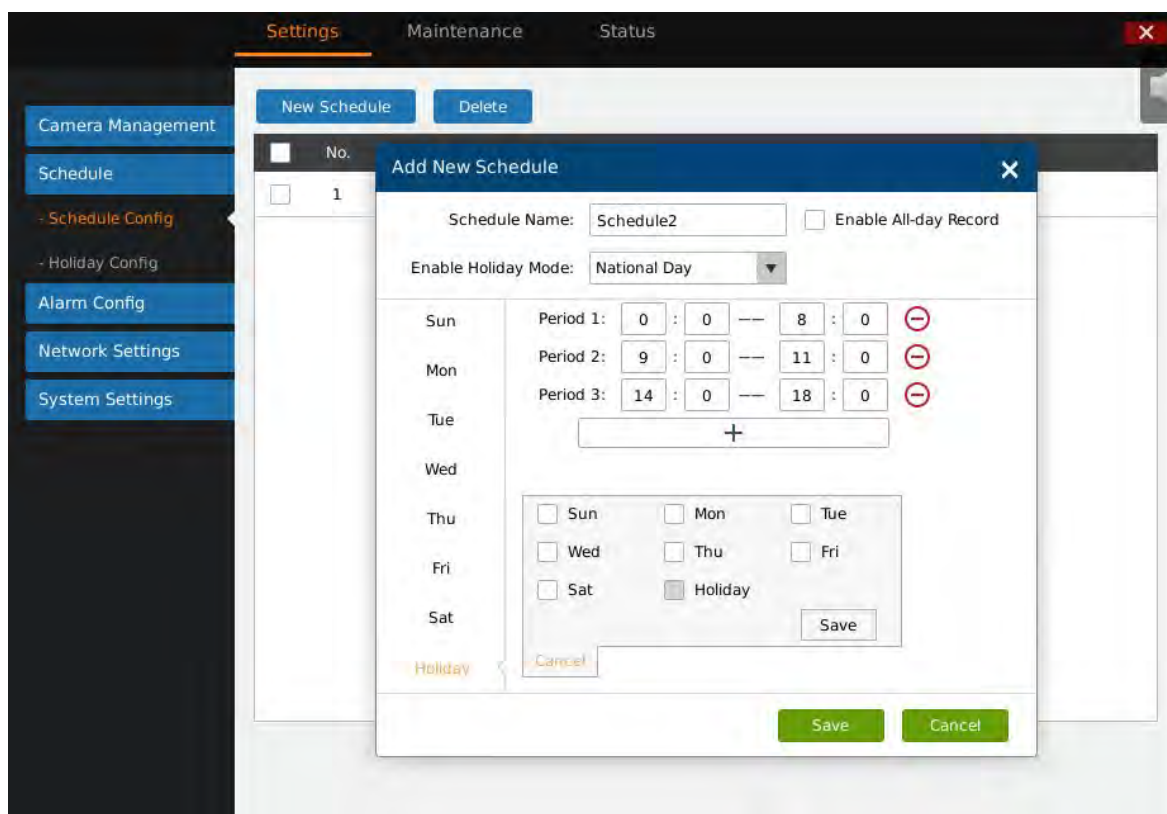 Settings Maintenance Status
New Schedule Delete
Camera Management
No.
Schedule
Add New Schedule
1
- Schedule Config
Schedule Name: Schedule2 Enable All-day Record
- Holiday Config
Enable Holiday Mode: National Day
Alarm Config
Network Settings
System Settings
Sun
Mon
Tue
Wed
Thu
Fri
Sat
Holiday
Period 1: 0 : 0 —— 8 : 0
Period 2: 9 : 0 —— 11 : 0
Period 3: 14 : 0 —— 18 : 0
+
Sun Mon Tue
Wed Thu Fri
Sat Holiday
Save
Cancel
Save Cancel